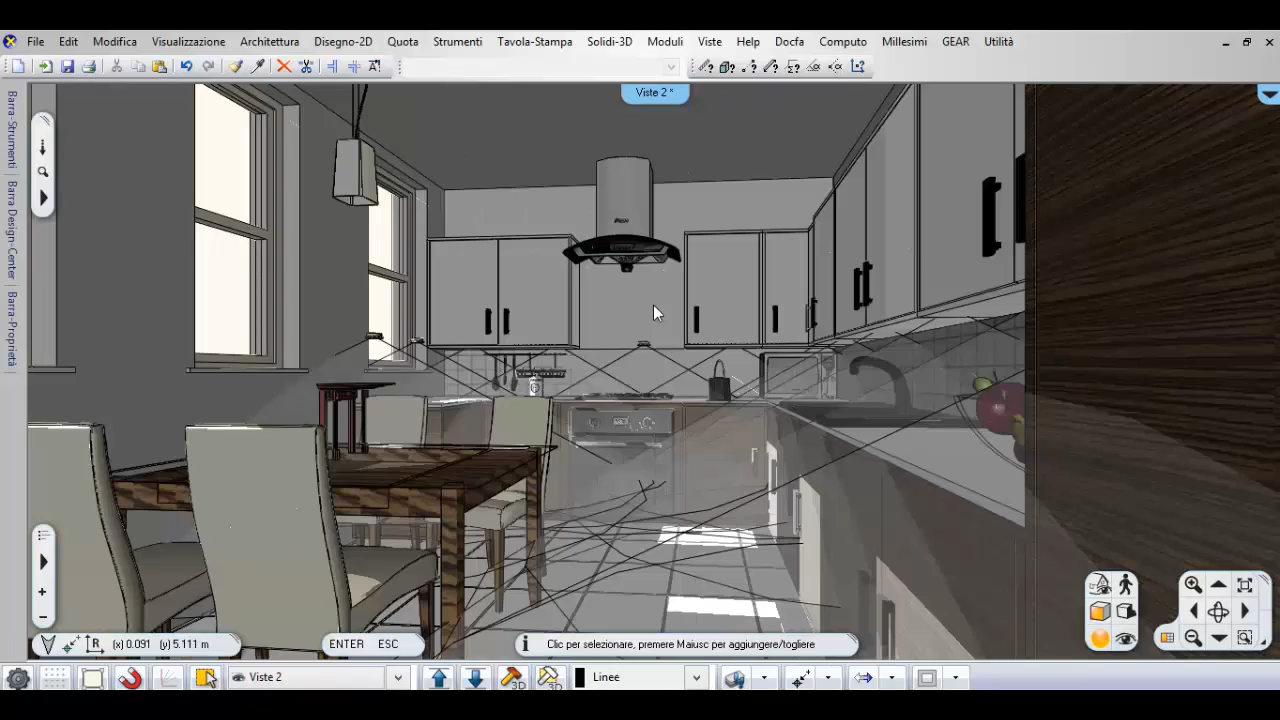 File Edit Modifica Visualizzazione Architettura Disegno-2D Quota Strumenti Tavola-Stampa Solidi-3D Moduli Viste Help Docfa Computo Millesimi GEAR Utilità
Viste 2 *
Barra-Strumenti
Barra Design-Center
Barra-Proprietà
R (x) 0.091 (y) 5.111 m
ENTER ESC
Clic per selezionare, premere Maiusc per aggiungere/togliere
Viste 2
3D
3D
Linee